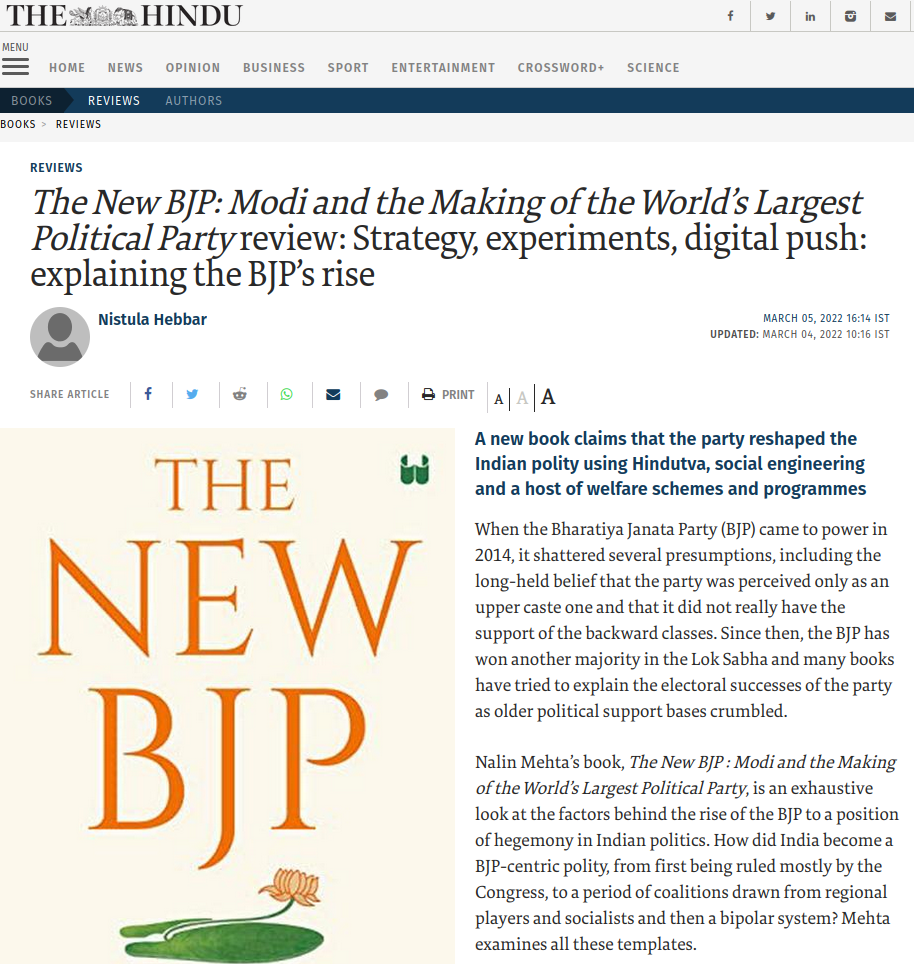 THE HINDU
MENU
HOME NEWS OPINION BUSINESS SPORT ENTERTAINMENT CROSSWORD+ SCIENCE
BOOKS REVIEWS AUTHORS
BOOKS > REVIEWS
REVIEWS
The New BJP: Modi and the Making of the World’s Largest
Political Party review: Strategy, experiments, digital push:
explaining the BJP’s rise
Nistula Hebbar
MARCH 05, 2022 16:14 IST
UPDATED: MARCH 04, 2022 10:16 IST
SHARE ARTICLE PRINT A A A
THE
NEW
BJP
A new book claims that the party reshaped the
Indian polity using Hindutva, social engineering
and a host of welfare schemes and programmes
When the Bharatiya Janata Party (BJP) came to power in
2014, it shattered several presumptions, including the
long-held belief that the party was perceived only as an
upper caste one and that it did not really have the
support of the backward classes. Since then, the BJP has
won another majority in the Lok Sabha and many books
have tried to explain the electoral successes of the party
as older political support bases crumbled.
Nalin Mehta’s book, The New BJP : Modi and the Making
of the World’s Largest Political Party, is an exhaustive
look at the factors behind the rise of the BJP to a position
of hegemony in Indian politics. How did India become a
BJP-centric polity, from first being ruled mostly by the
Congress, to a period of coalitions drawn from regional
players and socialists and then a bipolar system? Mehta
examines all these templates.